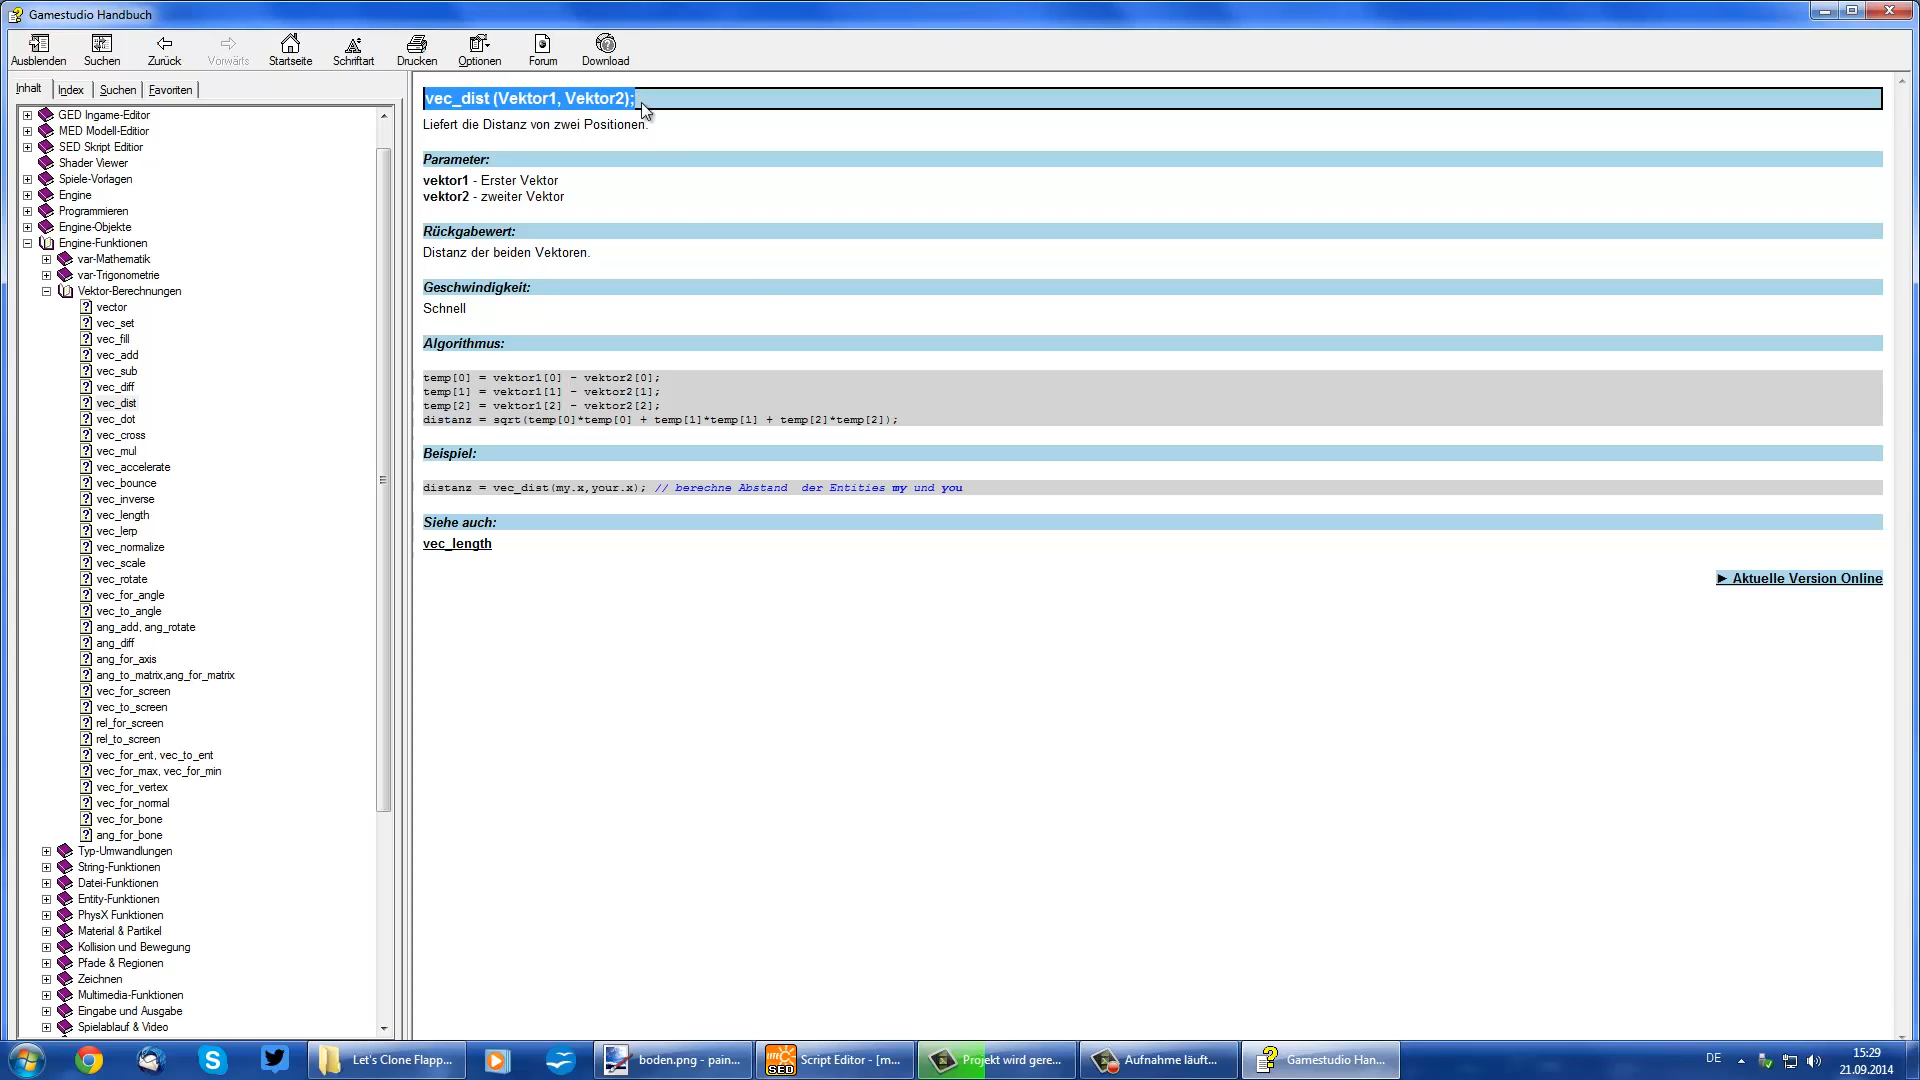 Gamestudio Handbuch
Ausblenden Suchen Zurück Vorwärts Startseite Schriftart Drucken Optionen Forum Download
Inhalt Index Suchen Favoriten
GED Ingame-Editor
MED Modell-Editior
SED Skript Editior
Shader Viewer
Spiele-Vorlagen
Engine
Programmieren
Engine-Objekte
Engine-Funktionen
var-Mathematik
var-Trigonometrie
Vektor-Berechnungen
vector
vec_set
vec_fill
vec_add
vec_sub
vec_diff
vec_dist
vec_dot
vec_cross
vec_mul
vec_accelerate
vec_bounce
vec_inverse
vec_length
vec_lerp
vec_normalize
vec_scale
vec_rotate
vec_for_angle
vec_to_angle
ang_add, ang_rotate
ang_diff
ang_for_axis
ang_to_matrix,ang_for_matrix
vec_for_screen
vec_to_screen
rel_for_screen
rel_to_screen
vec_for_ent, vec_to_ent
vec_for_max, vec_for_min
vec_for_vertex
vec_for_normal
vec_for_bone
ang_for_bone
Typ-Umwandlungen
String-Funktionen
Datei-Funktionen
Entity-Funktionen
PhysX Funktionen
Material & Partikel
Kollision und Bewegung
Pfade & Regionen
Zeichnen
Multimedia-Funktionen
Eingabe und Ausgabe
Spielablauf & Video
vec_dist (Vektor1, Vektor2);
Liefert die Distanz von zwei Positionen.
Parameter:
vektor1 - Erster Vektor
vektor2 - zweiter Vektor
Rückgabewert:
Distanz der beiden Vektoren.
Geschwindigkeit:
Schnell
Algorithmus:
temp[0] = vektor1[0] - vektor2[0];
temp[1] = vektor1[1] - vektor2[1];
temp[2] = vektor1[2] - vektor2[2];
distanz = sqrt(temp[0]*temp[0] + temp[1]*temp[1] + temp[2]*temp[2]);
Beispiel:
distanz = vec_dist(my.x,your.x); // berechne Abstand der Entities my und you
Siehe auch:
vec_length
► Aktuelle Version Online
Let's Clone Flapp... boden.png - pain... SED Script Editor - [m... Projekt wird gere... Aufnahme läuft... Gamestudio Han... DE 15:29
21.09.2014